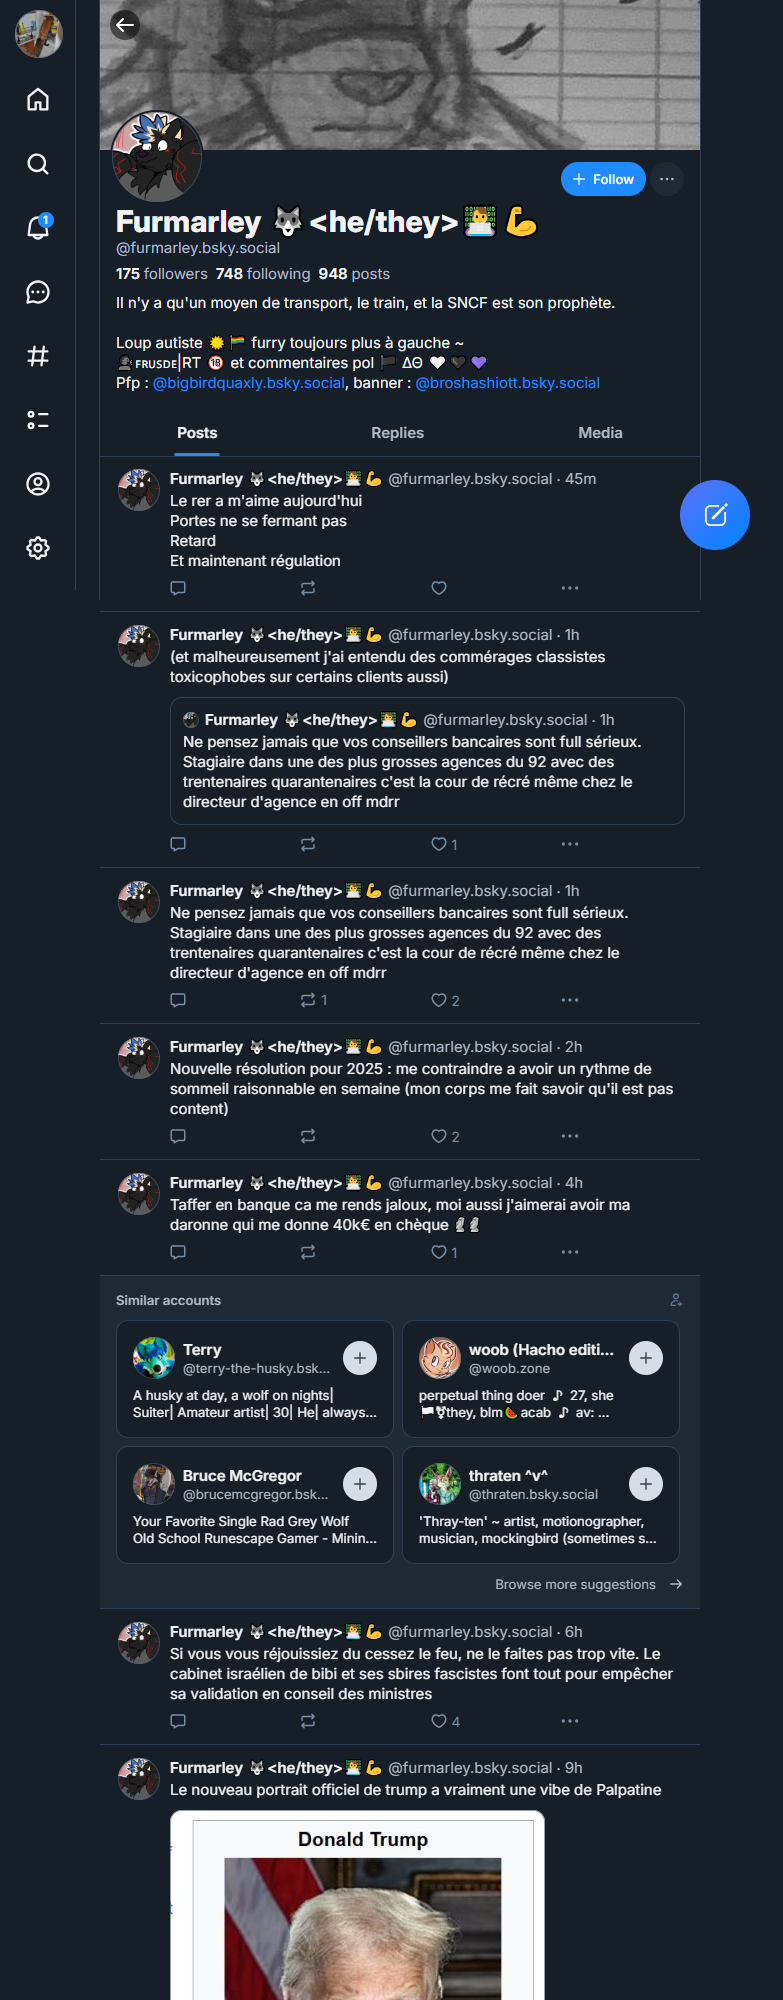 1
+ Follow
Furmarley 🐺<he/they>👨‍💻💪
@furmarley.bsky.social
175 followers 748 following 948 posts
Il n'y a qu'un moyen de transport, le train, et la SNCF est son prophète.
Loup autiste 🌻🏳️‍🌈 furry toujours plus à gauche ~
ꜰʀᴜsᴅᴇ|RT 🔞 et commentaires pol 🏴 ΔΘ 🤍🖤💜
Pfp : @bigbirdquaxly.bsky.social, banner : @broshashiott.bsky.social
Posts Replies Media
Furmarley 🐺<he/they>👨‍💻💪 @furmarley.bsky.social · 45m
Le rer a m'aime aujourd'hui
Portes ne se fermant pas
Retard
Et maintenant régulation
Furmarley 🐺<he/they>👨‍💻💪 @furmarley.bsky.social · 1h
(et malheureusement j'ai entendu des commérages classistes
toxicophobes sur certains clients aussi)
Furmarley 🐺<he/they>👨‍💻💪 @furmarley.bsky.social · 1h
Ne pensez jamais que vos conseillers bancaires sont full sérieux.
Stagiaire dans une des plus grosses agences du 92 avec des
trentenaires quarantenaires c'est la cour de récré même chez le
directeur d'agence en off mdrr
1
Furmarley 🐺<he/they>👨‍💻💪 @furmarley.bsky.social · 1h
Ne pensez jamais que vos conseillers bancaires sont full sérieux.
Stagiaire dans une des plus grosses agences du 92 avec des
trentenaires quarantenaires c'est la cour de récré même chez le
directeur d'agence en off mdrr
1 2
Furmarley 🐺<he/they>👨‍💻💪 @furmarley.bsky.social · 2h
Nouvelle résolution pour 2025 : me contraindre a avoir un rythme de
sommeil raisonnable en semaine (mon corps me fait savoir qu'il est pas
content)
2
Furmarley 🐺<he/they>👨‍💻💪 @furmarley.bsky.social · 4h
Taffer en banque ca me rends jaloux, moi aussi j'aimerai avoir ma
daronne qui me donne 40k€ en chèque 🗿🗿
1
Similar accounts
Terry
@terry-the-husky.bsk...
A husky at day, a wolf on nights|
Suiter| Amateur artist| 30| He| always...
woob (Hacho editi...
@woob.zone
perpetual thing doer ♪ 27, she
🏳️‍⚧️they, blm🍉acab ♪ av: ...
Bruce McGregor
@brucemcgregor.bsk...
Your Favorite Single Rad Grey Wolf
Old School Runescape Gamer - Minin...
thraten ^v^
@thraten.bsky.social
'Thray-ten' ~ artist, motionographer,
musician, mockingbird (sometimes s...
Browse more suggestions →
Furmarley 🐺<he/they>👨‍💻💪 @furmarley.bsky.social · 6h
Si vous vous réjouissiez du cessez le feu, ne le faites pas trop vite. Le
cabinet israélien de bibi et ses sbires fascistes font tout pour empêcher
sa validation en conseil des ministres
4
Furmarley 🐺<he/they>👨‍💻💪 @furmarley.bsky.social · 9h
Le nouveau portrait officiel de trump a vraiment une vibe de Palpatine
Donald Trump